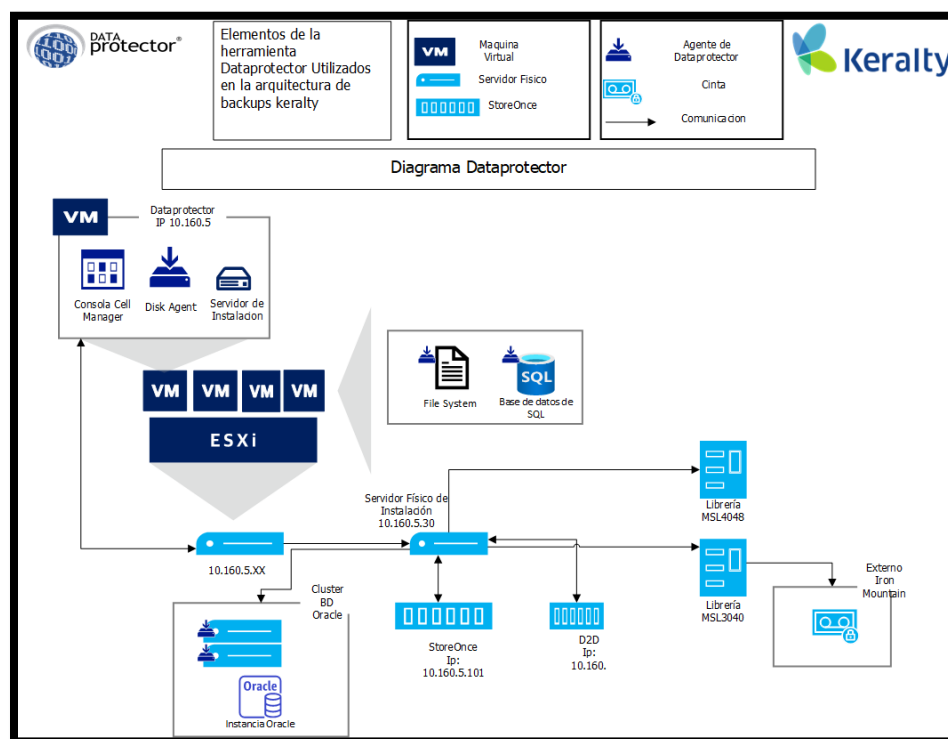 DATA
protector®
Elementos de la
herramienta
Dataprotector Utilizados
en la arquitectura de
backups keralty
VM
Maquina
Virtual
Servidor Fisico
StoreOnce
Agente de
Dataprotector
Cinta
Comunicacion
Keralty
Diagrama Dataprotector
VM
Dataprotector
IP 10.160.5
Consola Cell
Manager
Disk Agent
Servidor de
Instalacion
VM
VM
VM
VM
ESXi
File System
SQL
Base de datos de
SQL
Servidor Físico de
Instalación
10.160.5.30
Librería
MSL4048
10.160.5.XX
Librería
MSL3040
Externo
Iron
Mountain
Cluster
BD
Oracle
Oracle
Instancia Oracle
StoreOnce
Ip:
10.160.5.101
D2D
Ip:
10.160.